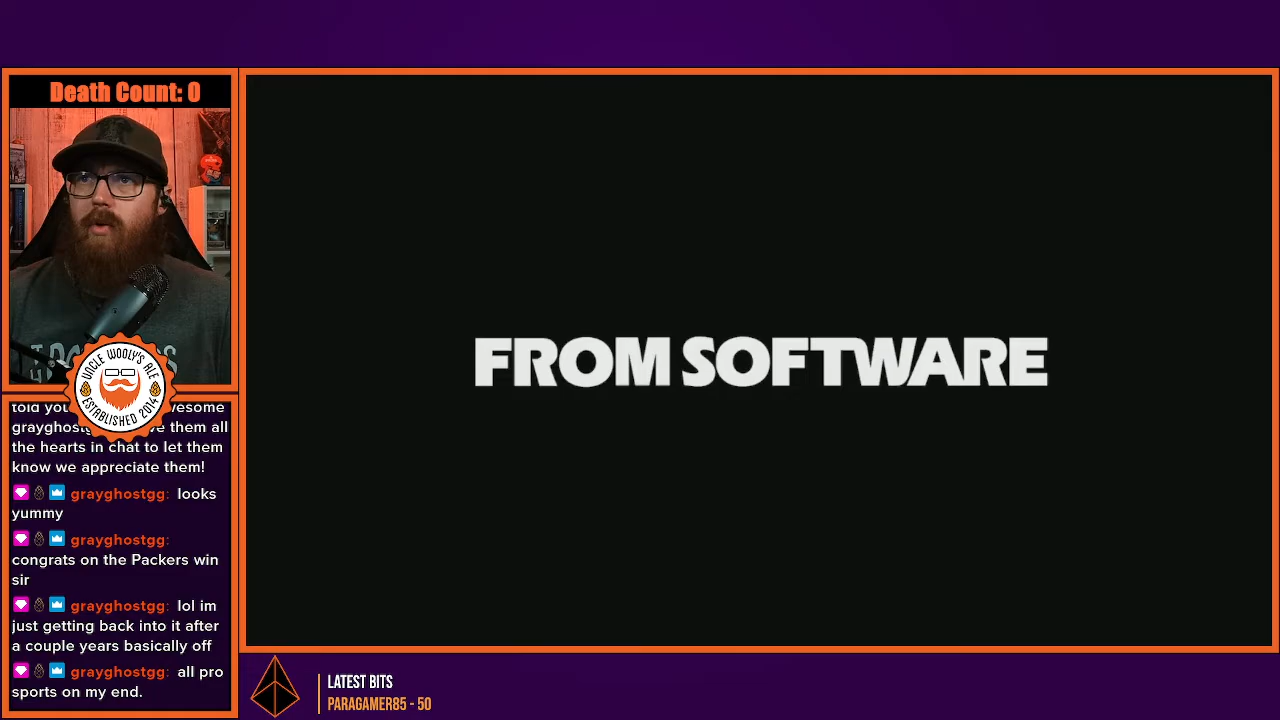 Death Count: 0
FROM SOFTWARE
UNCLE WOOLY'S ALE
ESTABLISHED 2014
told you vesome
grayghost ve them all
the hearts in chat to let them
know we appreciate them!
grayghostgg: looks
yummy
grayghostgg:
congrats on the Packers win
sir
grayghostgg: lol im
just getting back into it after
a couple years basically off
grayghostgg: all pro
sports on my end.
LATEST BITS
PARAGAMER85 - 50